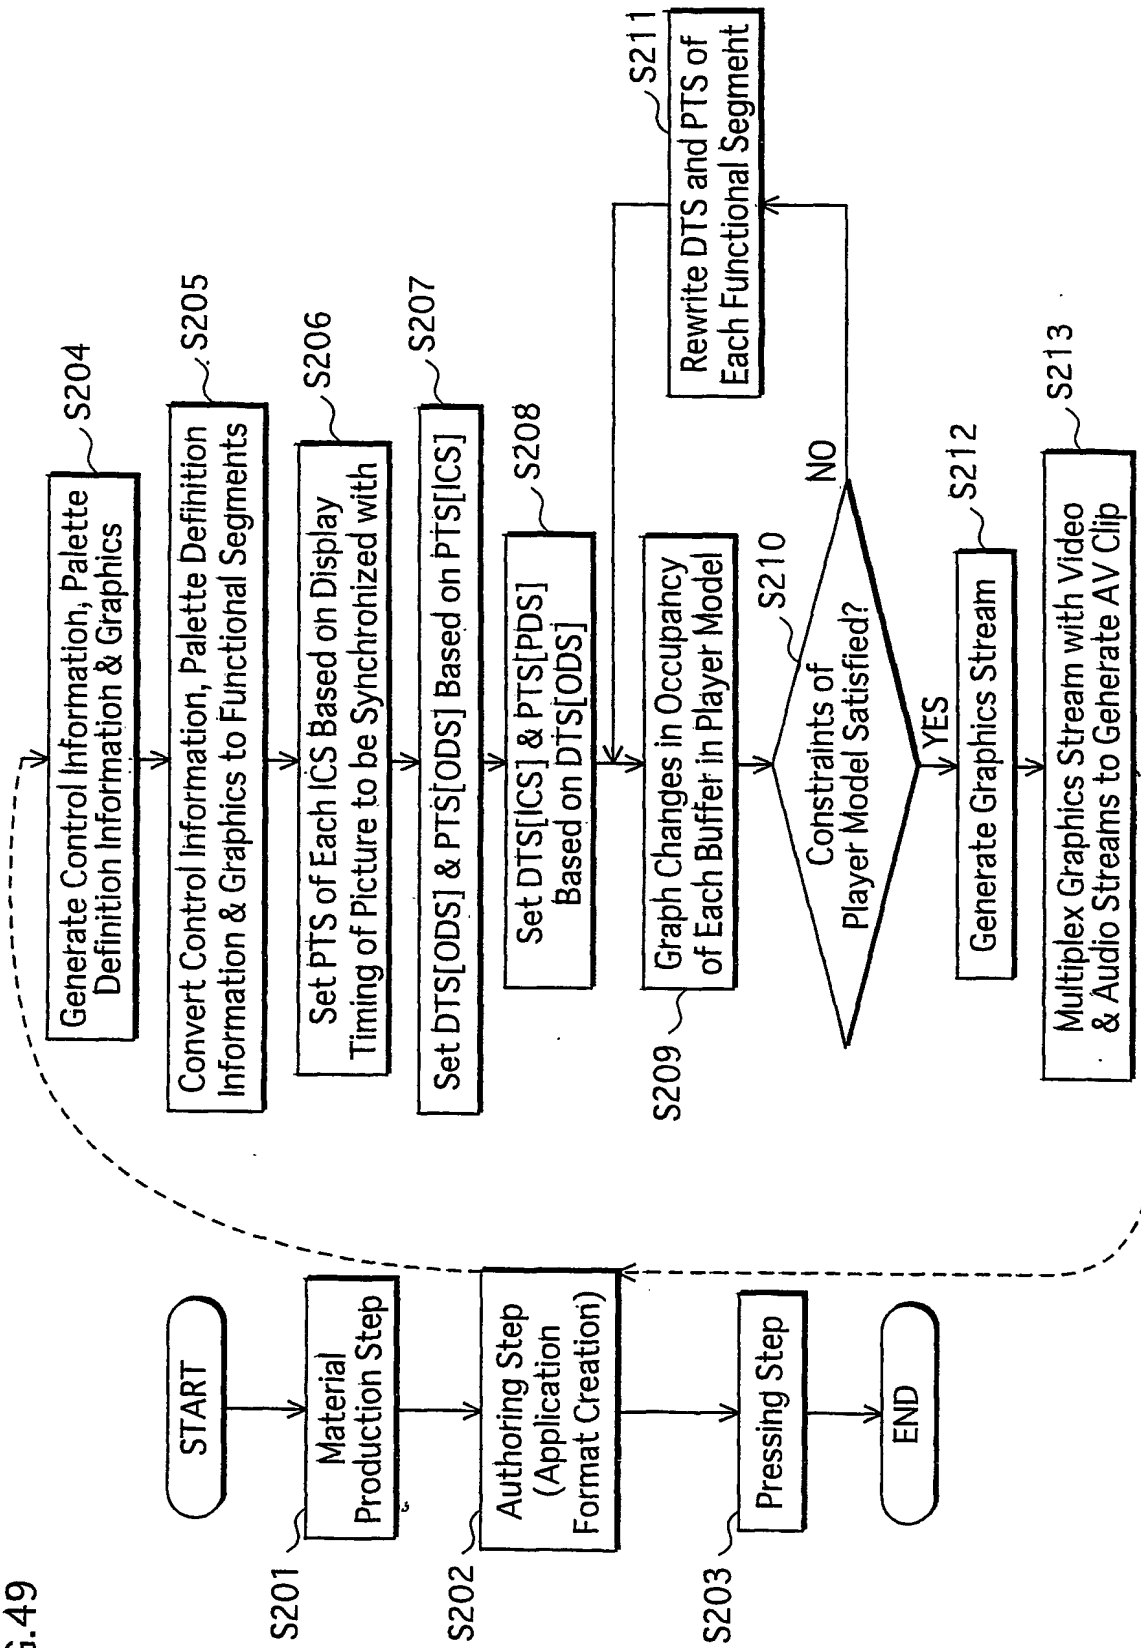 G.49
START
S201
Material
Production Step
S202
Authoring Step
(Application
Format Creation)
S203
Pressing Step
END
S204
Generate Control Information, Palette
Definition Information & Graphics
S205
Convert Control Information, Palette Definition
Information & Graphics to Functional Segments
S206
Set PTS of Each ICS Based on Display
Timing of Picture to be Synchronized with
S207
Set DTS[ODS] & PTS[ODS] Based on PTS[ICS]
S208
Set DTS[ICS] & PTS[PDS]
Based on DTS[ODS]
S209
Graph Changes in Occupancy
of Each Buffer in Player Model
S210
Constraints of
Player Model Satisfied?
NO
YES
S211
Rewrite DTS and PTS of
Each Functional Segment
S212
Generate Graphics Stream
S213
Multiplex Graphics Stream with Video
& Audio Streams to Generate AV Clip